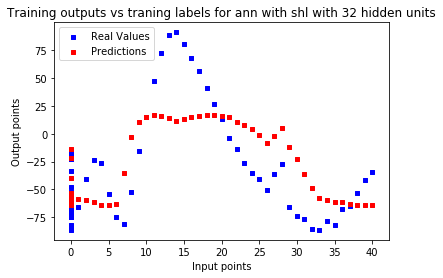 Training outputs vs traning labels for ann with shl with 32 hidden units
Real Values
Predictions
75
50
25
0
−25
−50
−75
Output points
0 5 10 15 20 25 30 35 40
Input points